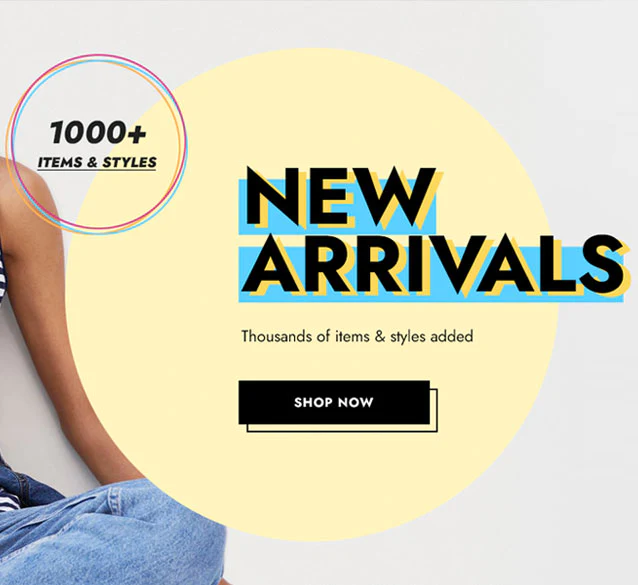 1000+
ITEMS & STYLES
NEW
ARRIVALS
Thousands of items & styles added
SHOP NOW